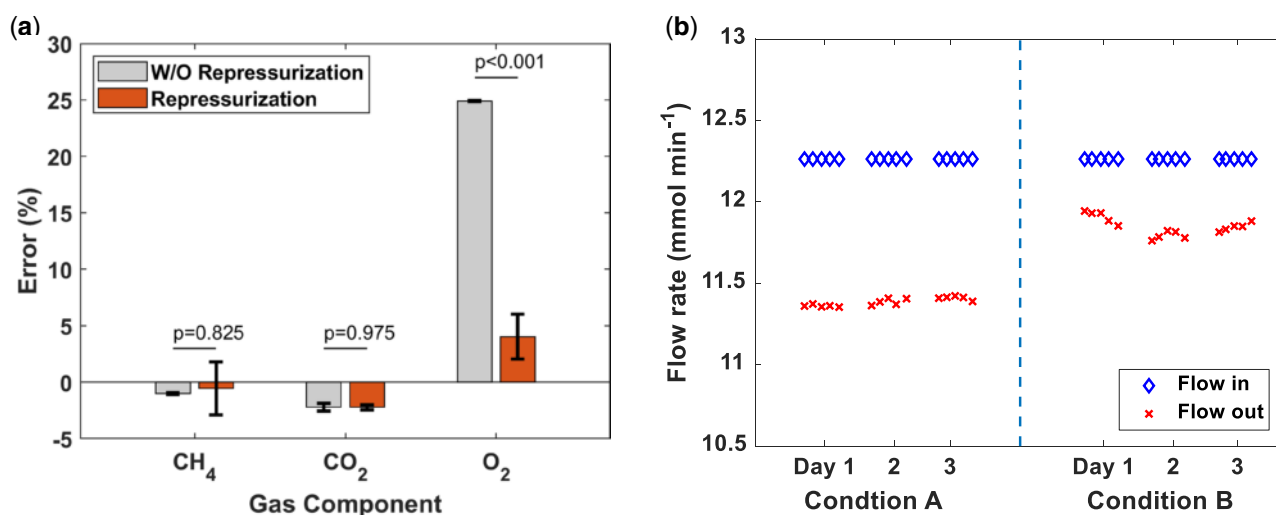 (a)
30
25
20
15
10
5
0
-5
Error (%)
W/O Repressurization
Repressurization
p<0.001
p=0.825
p=0.975
CH4
CO2
O2
Gas Component
(b)
13
12.5
12
11.5
11
10.5
Flow rate (mmol min-1)
Flow in
Flow out
Day 1 2 3 Day 1 2 3
Condtion A Condition B